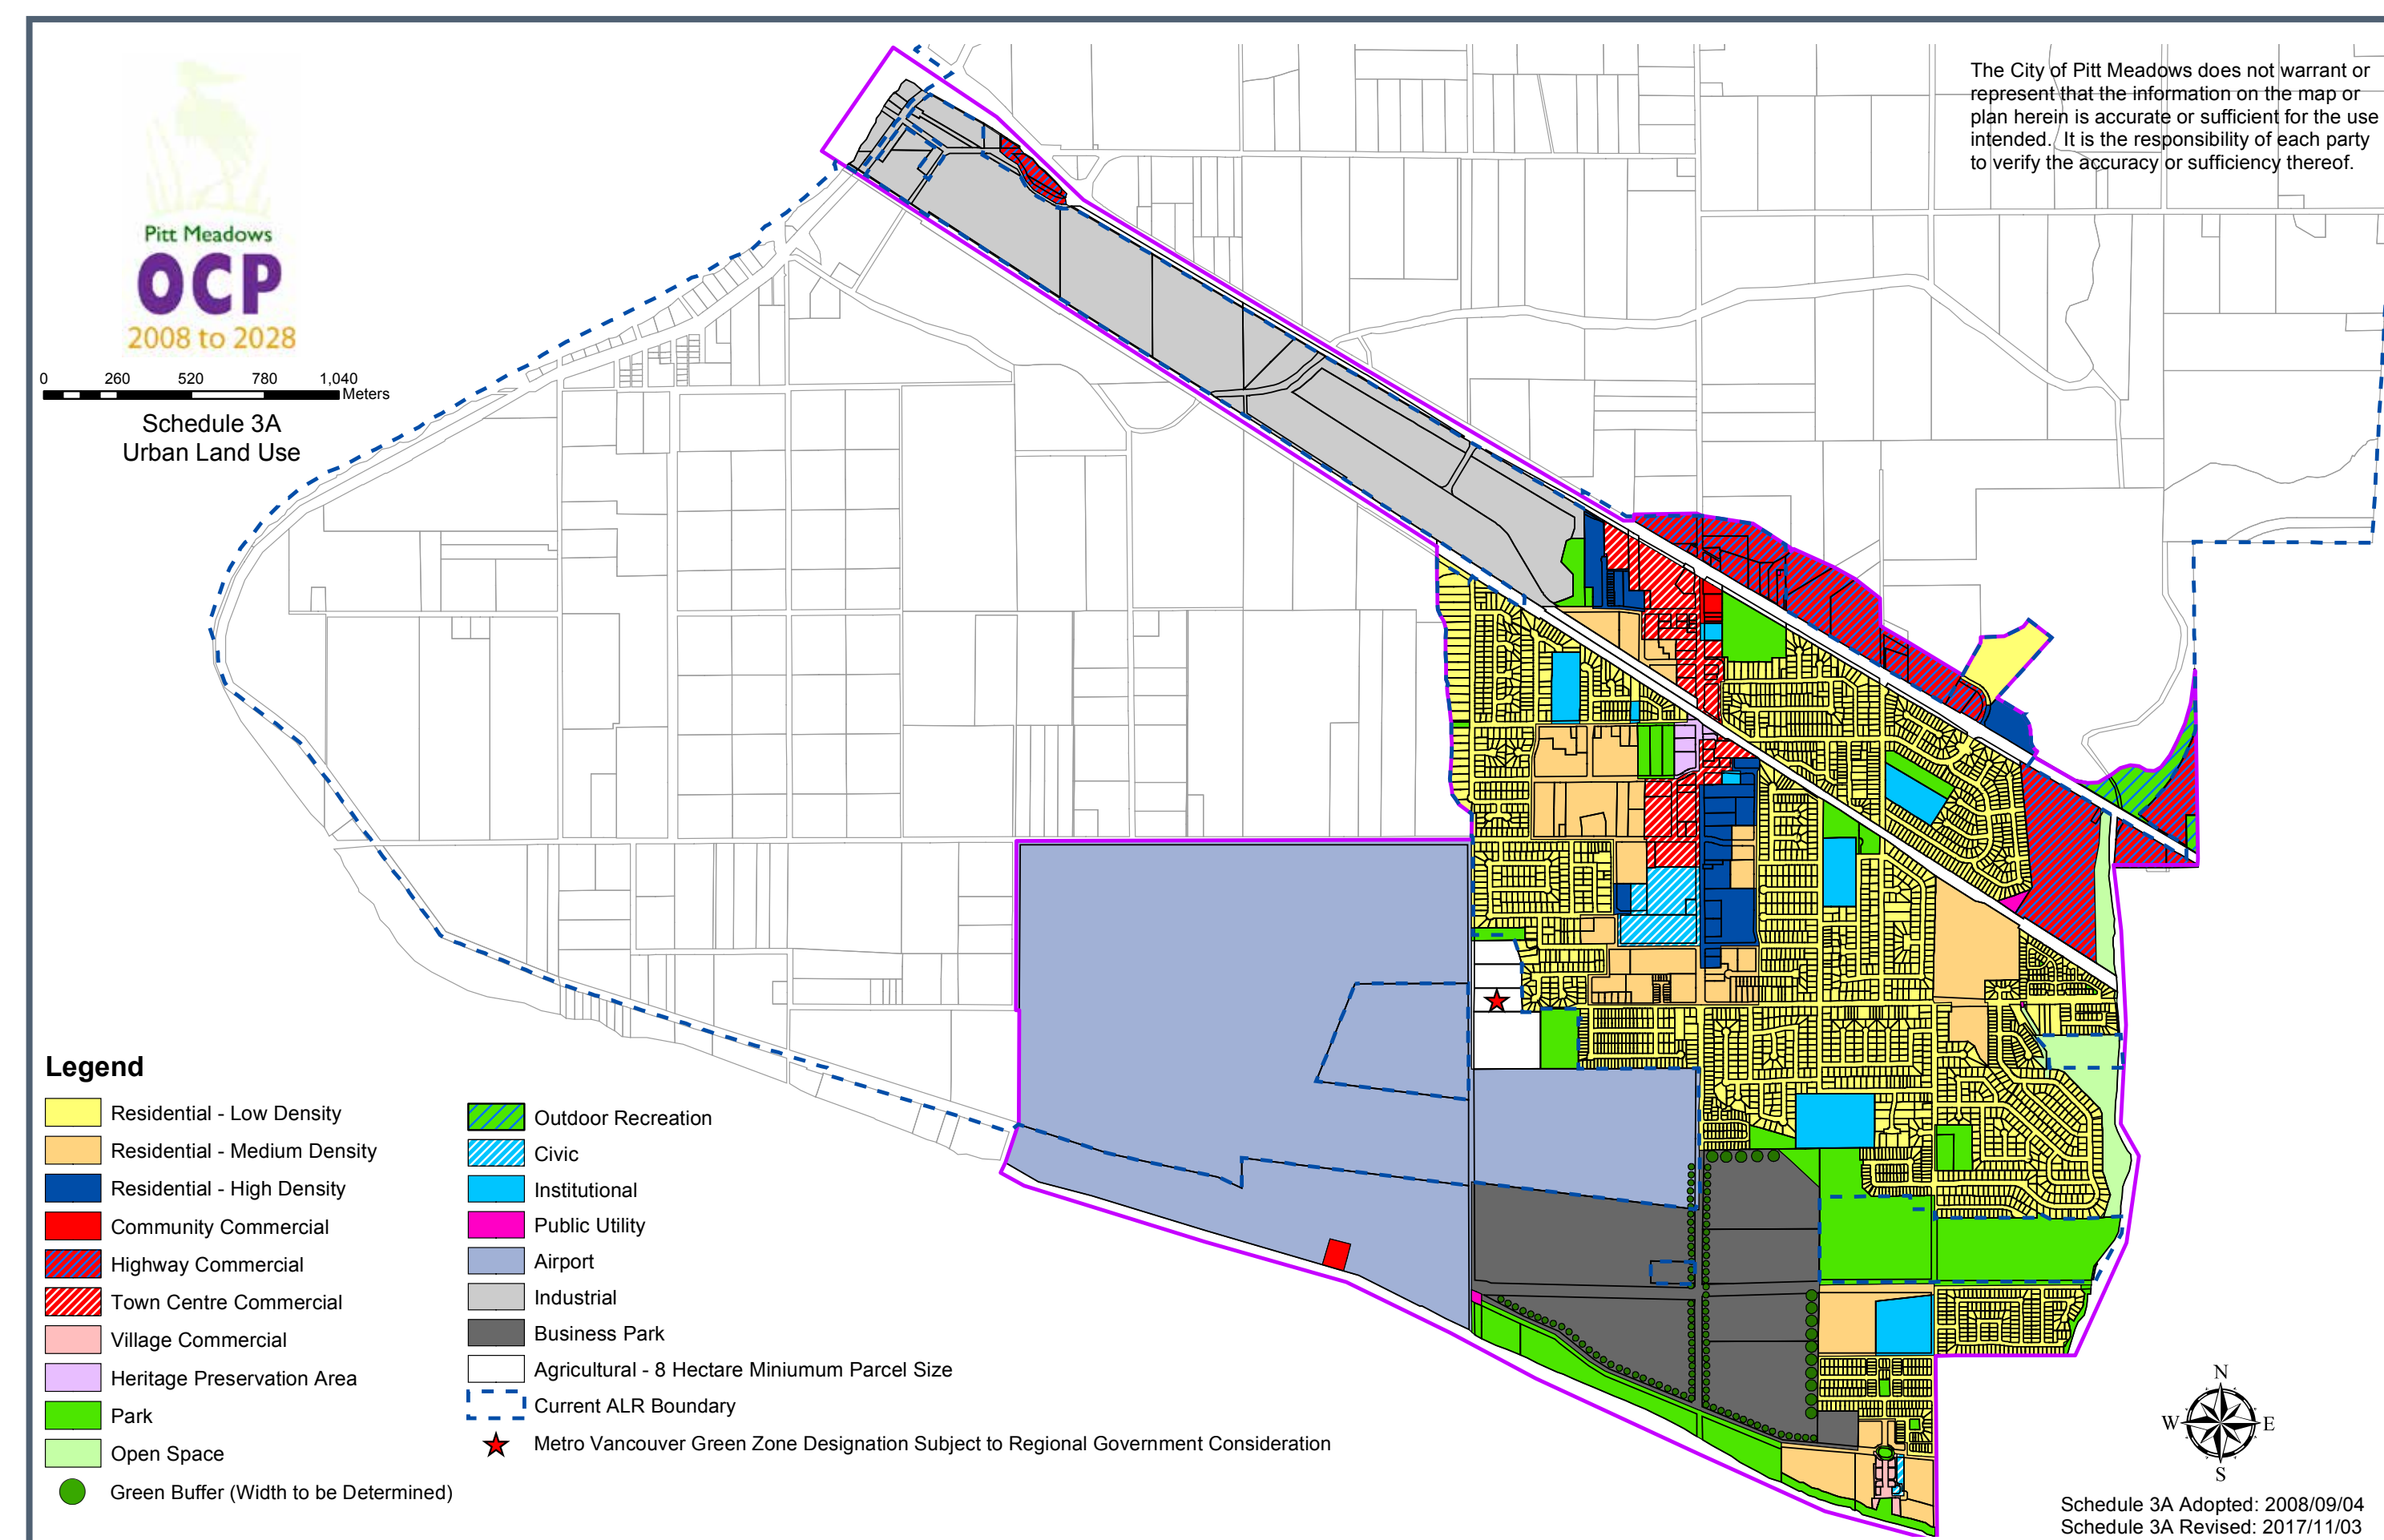 The City of Pitt Meadows does not warrant or
represent that the information on the map or
plan herein is accurate or sufficient for the use
intended.  It is the responsibility of each party
to verify the accuracy or sufficiency thereof.
Pitt Meadows
OCP
2008 to 2028
0 260 520 780 1,040
Meters
Schedule 3A
Urban Land Use
Legend
Residential - Low Density
Residential - Medium Density
Residential - High Density
Community Commercial
Highway Commercial
Town Centre Commercial
Village Commercial
Heritage Preservation Area
Park
Open Space
Green Buffer (Width to be Determined)
Outdoor Recreation
Civic
Institutional
Public Utility
Airport
Industrial
Business Park
Agricultural - 8 Hectare Miniumum Parcel Size
Current ALR Boundary
Metro Vancouver Green Zone Designation Subject to Regional Government Consideration
N
W E
S
Schedule 3A Adopted: 2008/09/04
Schedule 3A Revised: 2017/11/03